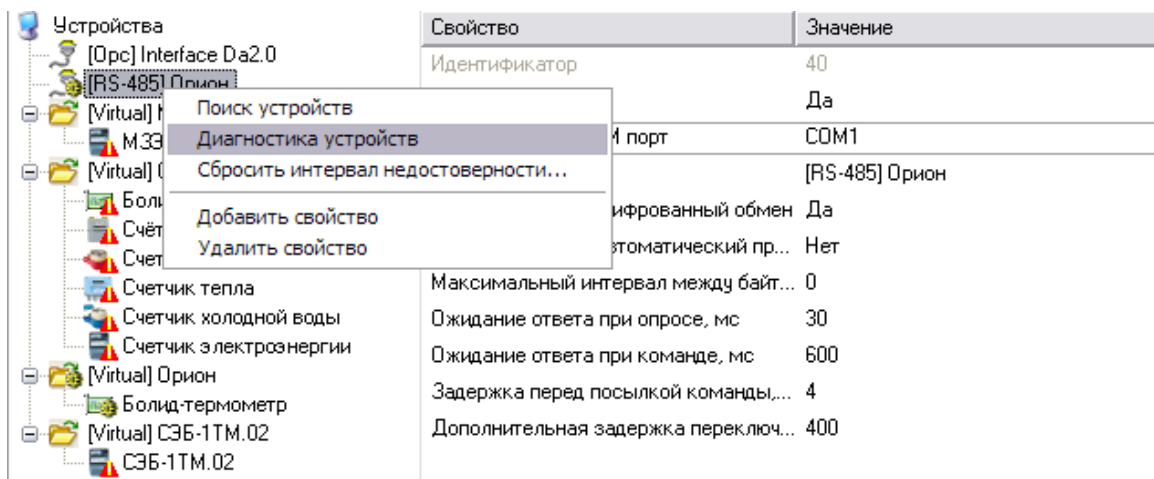 Устройства
[Opc] Interface Da2.0
[RS-485] Орион
[Virtual]
МЗЭ
[Virtual]
Счетчик тепла
Счетчик холодной воды
Счетчик электроэнергии
[Virtual] Орион
Болид-термометр
[Virtual] СЭБ-1ТМ.02
СЭБ-1ТМ.02
Поиск устройств
Диагностика устройств
Сбросить интервал недостоверности...
Добавить свойство
Удалить свойство
Свойство Значение
Идентификатор 40
Да
порт COM1
[RS-485] Орион
ифрованный обмен Да
втоматический пр... Нет
Максимальный интервал между байт... 0
Ожидание ответа при опросе, мс 30
Ожидание ответа при команде, мс 600
Задержка перед посылкой команды,... 4
Дополнительная задержка переключ... 400